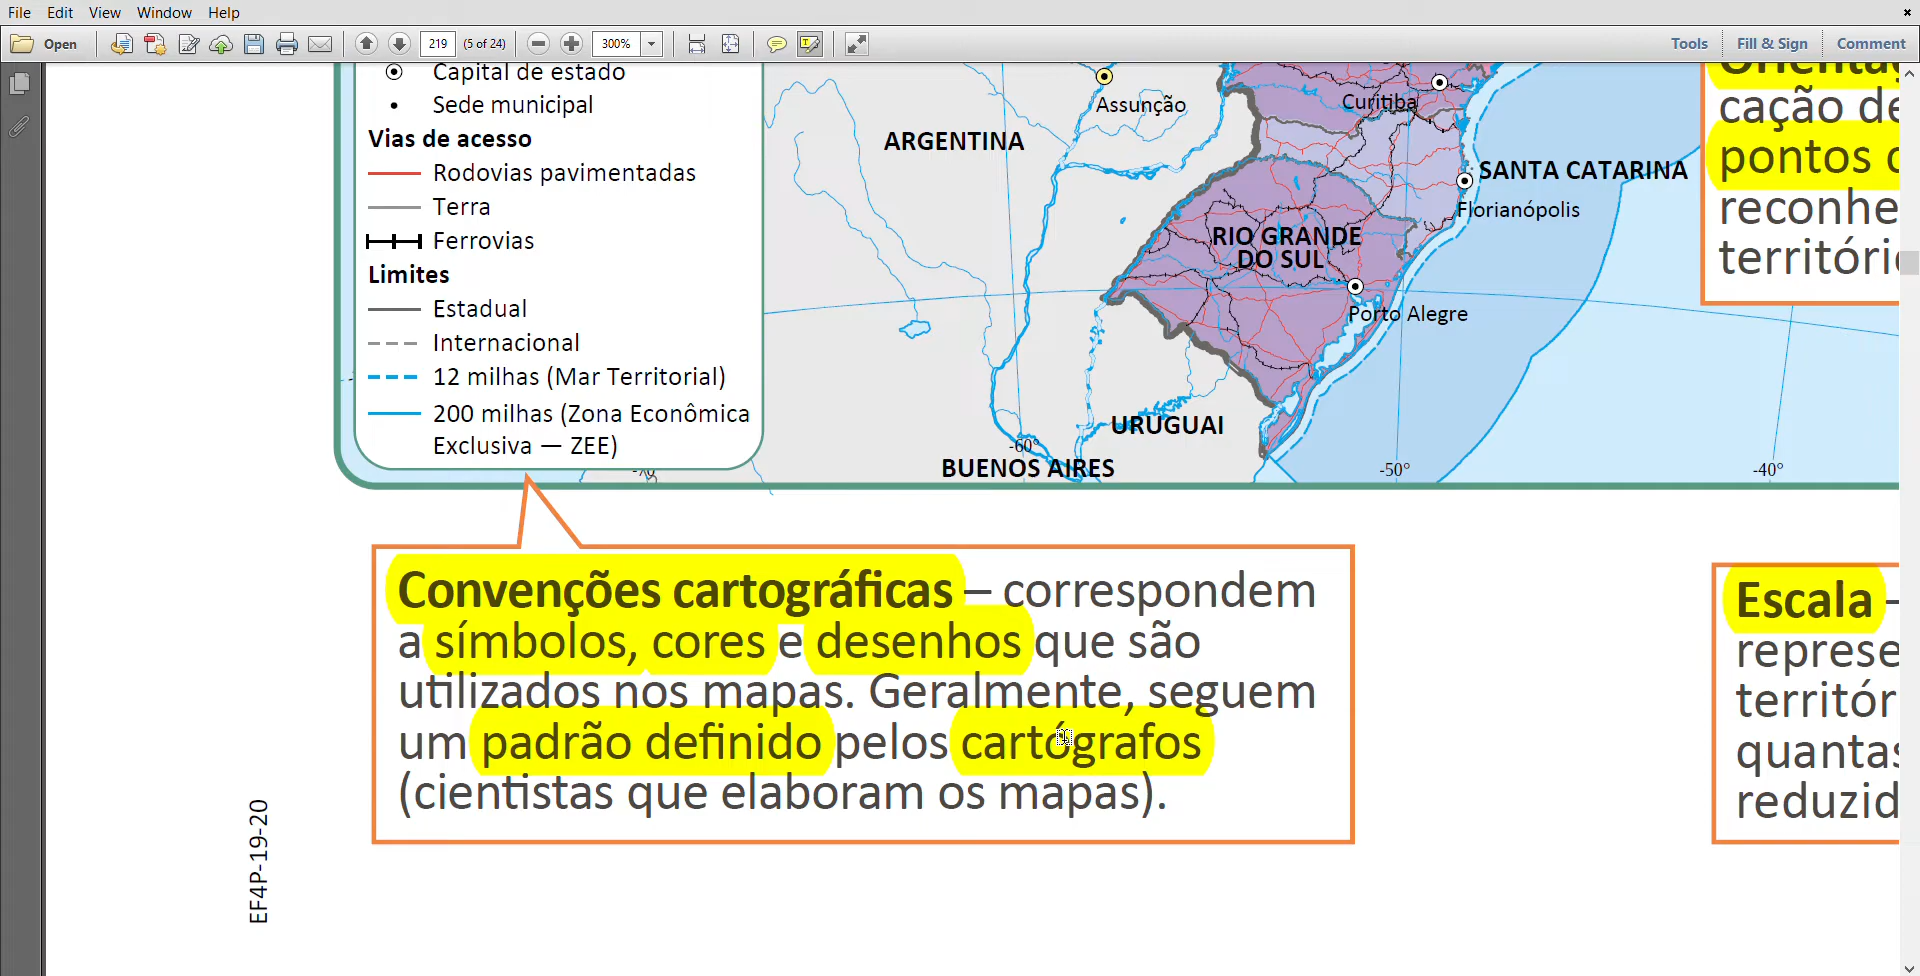 File Edit View Window Help
Open 219 (5 of 24) 300% Tools Fill & Sign Comment
Capital de estado
Sede municipal
Vias de acesso
Rodovias pavimentadas
Terra
Ferrovias
Limites
Estadual
Internacional
12 milhas (Mar Territorial)
200 milhas (Zona Econômica
Exclusiva — ZEE)
Assunção
ARGENTINA
Curitiba
SANTA CATARINA
Florianópolis
RIO GRANDE
DO SUL
Porto Alegre
URUGUAI
BUENOS AIRES
-60°
-50°
-40°
cação de
pontos c
reconhe
territóri
Convenções cartográficas – correspondem
a símbolos, cores e desenhos que são
utilizados nos mapas. Geralmente, seguem
um padrão definido pelos cartógrafos
(cientistas que elaboram os mapas).
Escala –
represe
territór
quantas
reduzid
EF4P-19-20